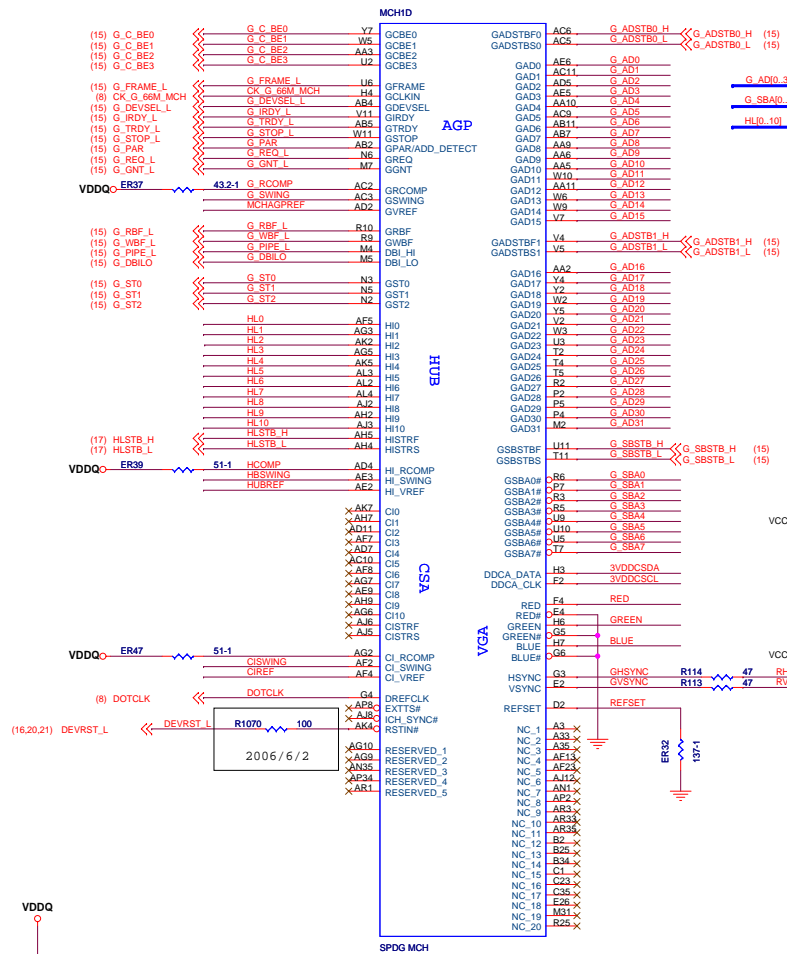 MCH1D
(15) G_C_BE0 G_C_BE0 Y7 GCBE0
(15) G_C_BE1 G_C_BE1 W5 GCBE1
(15) G_C_BE2 G_C_BE2 AA3 GCBE2
(15) G_C_BE3 G_C_BE3 U2 GCBE3
(15) G_FRAME_L G_FRAME_L U6 GFRAME
(8) CK_G_66M_MCH CK_G_66M_MCH H4 GCLKIN
(15) G_DEVSEL_L G_DEVSEL_L AB4 GDEVSEL
(15) G_IRDY_L G_IRDY_L V11 GIRDY
(15) G_TRDY_L G_TRDY_L AB5 GTRDY
(15) G_STOP_L G_STOP_L W11 GSTOP
(15) G_PAR G_PAR AB2 GPAR/ADD_DETECT
(15) G_REQ_L G_REQ_L N6 GREQ
(15) G_GNT_L G_GNT_L M7 GGNT
AGP
VDDQ ER37 43.2-1 G_RCOMP AC2 GRCOMP
G_SWING AC3 GSWING
MCHAGPREF AD2 GVREF
(15) G_RBF_L G_RBF_L R10 GRBF
(15) G_WBF_L G_WBF_L R9 GWBF
(15) G_PIPE_L G_PIPE_L M4 DBI_HI
(15) G_DBILO G_DBILO M5 DBI_LO
(15) G_ST0 G_ST0 N3 GST0
(15) G_ST1 G_ST1 N5 GST1
(15) G_ST2 G_ST2 N2 GST2
HL0 AF5 HI0
HL1 AG3 HI1
HL2 AK2 HI2
HL3 AG5 HI3
HL4 AK5 HI4
HL5 AL3 HI5
HL6 AL2 HI6
HL7 AL4 HI7
HL8 AJ2 HI8
HL9 AH2 HI9
HL10 AJ3 HI10
HUB
(17) HLSTB_H HLSTB_H AH5 HISTRF
(17) HLSTB_L HLSTB_L AH4 HISTRS
VDDQ ER39 51-1 HCOMP AD4 HI_RCOMP
HBSWING AE3 HI_SWING
HUBREF AE2 HI_VREF
AK7 CI0
AH7 CI1
AD11 CI2
AF7 CI3
AD7 CI4
AC10 CI5
AF8 CI6
AG7 CI7
AE9 CI8
AH9 CI9
AG6 CI10
AJ6 CISTRF
AJ5 CISTRS
CSA
VDDQ ER47 51-1 AG2 CI_RCOMP
CISWING AF2 CI_SWING
CIREF AF4 CI_VREF
(8) DOTCLK DOTCLK G4 DREFCLK
AP8 EXTTS#
AJ8 ICH_SYNC#
(16,20,21) DEVRST_L DEVRST_L R1070 100 AK4 RSTIN#
2006/6/2
AG10 RESERVED_1
AG9 RESERVED_2
AN35 RESERVED_3
AP34 RESERVED_4
AR1 RESERVED_5
VDDQ
GADSTBF0 AC6 G_ADSTB0_H G_ADSTB0_H (15)
GADSTBS0 AC5 G_ADSTB0_L G_ADSTB0_L (15)
GAD0 AE6 G_AD0
GAD1 AC11 G_AD1
GAD2 AD5 G_AD2
GAD3 AE5 G_AD3
GAD4 AA10 G_AD4
GAD5 AC9 G_AD5
GAD6 AB11 G_AD6
GAD7 AB7 G_AD7
GAD8 AA9 G_AD8
GAD9 AA6 G_AD9
GAD10 AA5 G_AD10
GAD11 W10 G_AD11
GAD12 AA11 G_AD12
GAD13 W6 G_AD13
GAD14 W9 G_AD14
GAD15 V7 G_AD15
G_AD[0..3
G_SBA[0..
HL[0..10]
GADSTBF1 V4 G_ADSTB1_H G_ADSTB1_H (15)
GADSTBS1 V5 G_ADSTB1_L G_ADSTB1_L (15)
GAD16 AA2 G_AD16
GAD17 Y4 G_AD17
GAD18 Y2 G_AD18
GAD19 W2 G_AD19
GAD20 Y5 G_AD20
GAD21 V2 G_AD21
GAD22 W3 G_AD22
GAD23 U3 G_AD23
GAD24 T2 G_AD24
GAD25 T4 G_AD25
GAD26 T5 G_AD26
GAD27 R2 G_AD27
GAD28 P2 G_AD28
GAD29 P5 G_AD29
GAD30 P4 G_AD30
GAD31 M2 G_AD31
GSBSTBF U11 G_SBSTB_H G_SBSTB_H (15)
GSBSTBS T11 G_SBSTB_L G_SBSTB_L (15)
GSBA0# R6 G_SBA0
GSBA1# P7 G_SBA1
GSBA2# R3 G_SBA2
GSBA3# R5 G_SBA3
GSBA4# U9 G_SBA4
GSBA5# U10 G_SBA5
GSBA6# U5 G_SBA6
GSBA7# T7 G_SBA7
VCC
DDCA_DATA H3 3VDDCSDA
DDCA_CLK F2 3VDDCSCL
RED F4 RED
RED# E4
GREEN H6 GREEN
GREEN# G5
BLUE H7 BLUE
BLUE# G6
VGA
VCC
HSYNC G3 GHSYNC R114 47 RH
VSYNC E2 GVSYNC R113 47 RV
REFSET D2 REFSET
ER32 137-1
NC_1 A3
NC_2 A33
NC_3 A35
NC_4 AF13
NC_5 AF23
NC_6 AJ12
NC_7 AN1
NC_8 AP2
NC_9 AR3
NC_10 AR33
NC_11 AR35
NC_12 B2
NC_13 B25
NC_14 B34
NC_15 C1
NC_16 C23
NC_17 C35
NC_18 E26
NC_19 M31
NC_20 R25
SPDG MCH